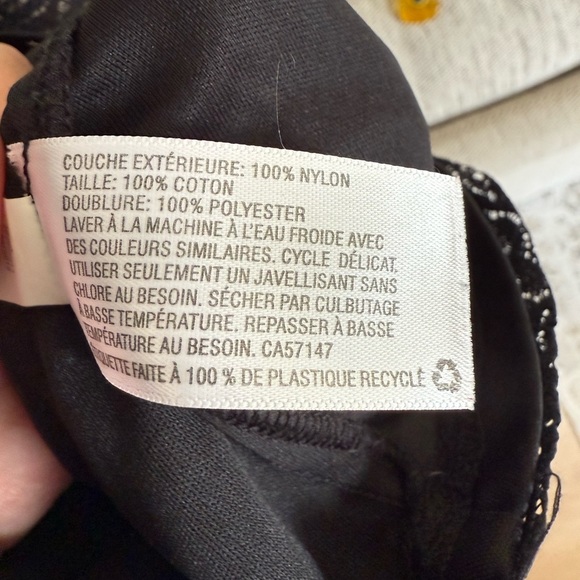 COUCHE EXTÉRIEURE: 100% NYLON
TAILLE: 100% COTON
DOUBLURE: 100% POLYESTER
LAVER À LA MACHINE À L'EAU FROIDE AVEC
DES COULEURS SIMILAIRES. CYCLE DÉLICAT,
UTILISER SEULEMENT UN JAVELLISANT SANS
CHLORE AU BESOIN. SÉCHER PAR CULBUTAGE
À BASSE TEMPÉRATURE. REPASSER À BASSE
TEMPÉRATURE AU BESOIN. CA57147
FAITE À 100 % DE PLASTIQUE RECYCLÉ